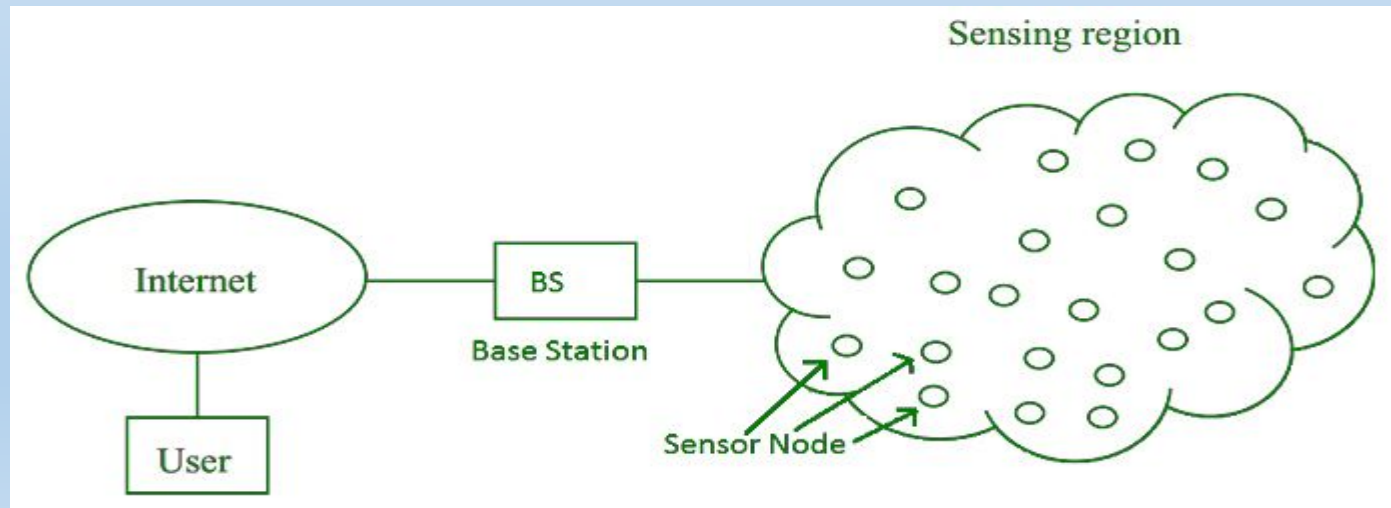 Sensing region
Internet
BS
Base Station
Sensor Node
User